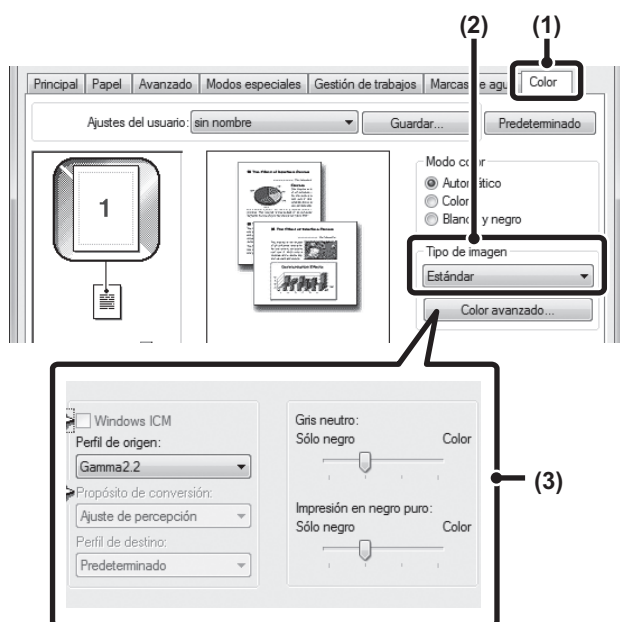 (2) (1)
Principal Papel Avanzado Modos especiales Gestión de trabajos Marcas de agu Color
Ajustes del usuario: sin nombre Guardar... Predeterminado
1
Modo color
Automático
Color
Blanco y negro
Tipo de imagen
Estándar
Color avanzado...
Windows ICM
Perfil de origen:
Gamma2.2
Propósito de conversión:
Ajuste de percepción
Perfil de destino:
Predeterminado
Gris neutro:
Sólo negro Color
Impresión en negro puro:
Sólo negro Color
(3)